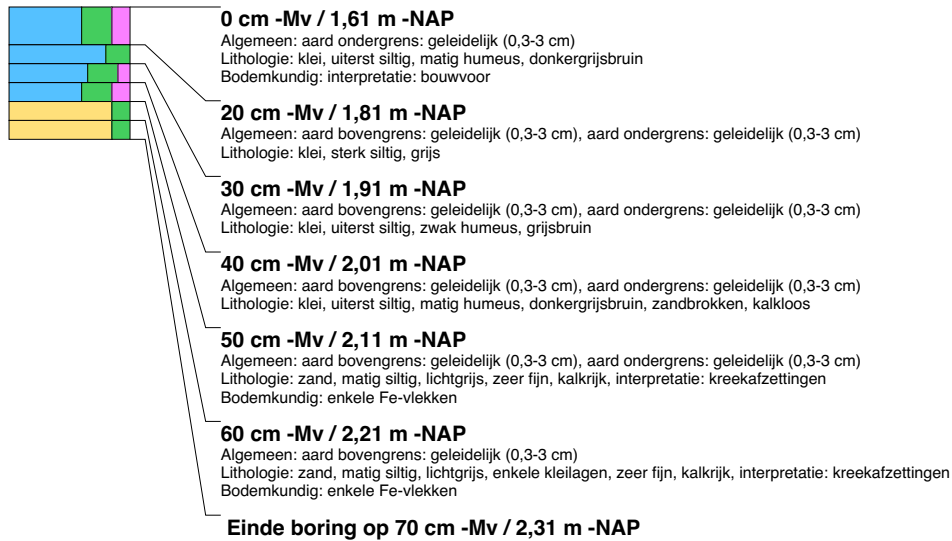 0 cm -Mv / 1,61 m -NAP
Algemeen: aard ondergrens: geleidelijk (0,3-3 cm)
Lithologie: klei, uiterst siltig, matig humeus, donkergrijsbruin
Bodemkundig: interpretatie: bouwvoor
20 cm -Mv / 1,81 m -NAP
Algemeen: aard bovengrens: geleidelijk (0,3-3 cm), aard ondergrens: geleidelijk (0,3-3 cm)
Lithologie: klei, sterk siltig, grijs
30 cm -Mv / 1,91 m -NAP
Algemeen: aard bovengrens: geleidelijk (0,3-3 cm), aard ondergrens: geleidelijk (0,3-3 cm)
Lithologie: klei, uiterst siltig, zwak humeus, grijsbruin
40 cm -Mv / 2,01 m -NAP
Algemeen: aard bovengrens: geleidelijk (0,3-3 cm), aard ondergrens: geleidelijk (0,3-3 cm)
Lithologie: klei, uiterst siltig, matig humeus, donkergrijsbruin, zandbrokken, kalkloos
50 cm -Mv / 2,11 m -NAP
Algemeen: aard bovengrens: geleidelijk (0,3-3 cm), aard ondergrens: geleidelijk (0,3-3 cm)
Lithologie: zand, matig siltig, lichtgrijs, zeer fijn, kalkrijk, interpretatie: kreekafzettingen
Bodemkundig: enkele Fe-vlekken
60 cm -Mv / 2,21 m -NAP
Algemeen: aard bovengrens: geleidelijk (0,3-3 cm)
Lithologie: zand, matig siltig, lichtgrijs, enkele kleilagen, zeer fijn, kalkrijk, interpretatie: kreekafzettingen
Bodemkundig: enkele Fe-vlekken
Einde boring op 70 cm -Mv / 2,31 m -NAP